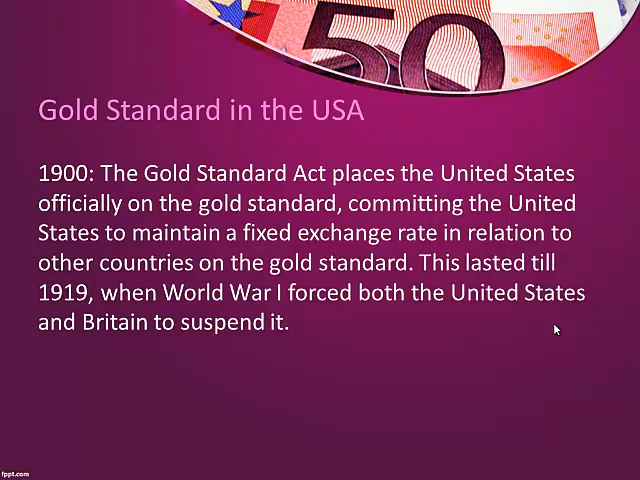 50
Gold Standard in the USA
1900: The Gold Standard Act places the United States
officially on the gold standard, committing the United
States to maintain a fixed exchange rate in relation to
other countries on the gold standard. This lasted till
1919, when World War I forced both the United States
and Britain to suspend it.
fppt.com